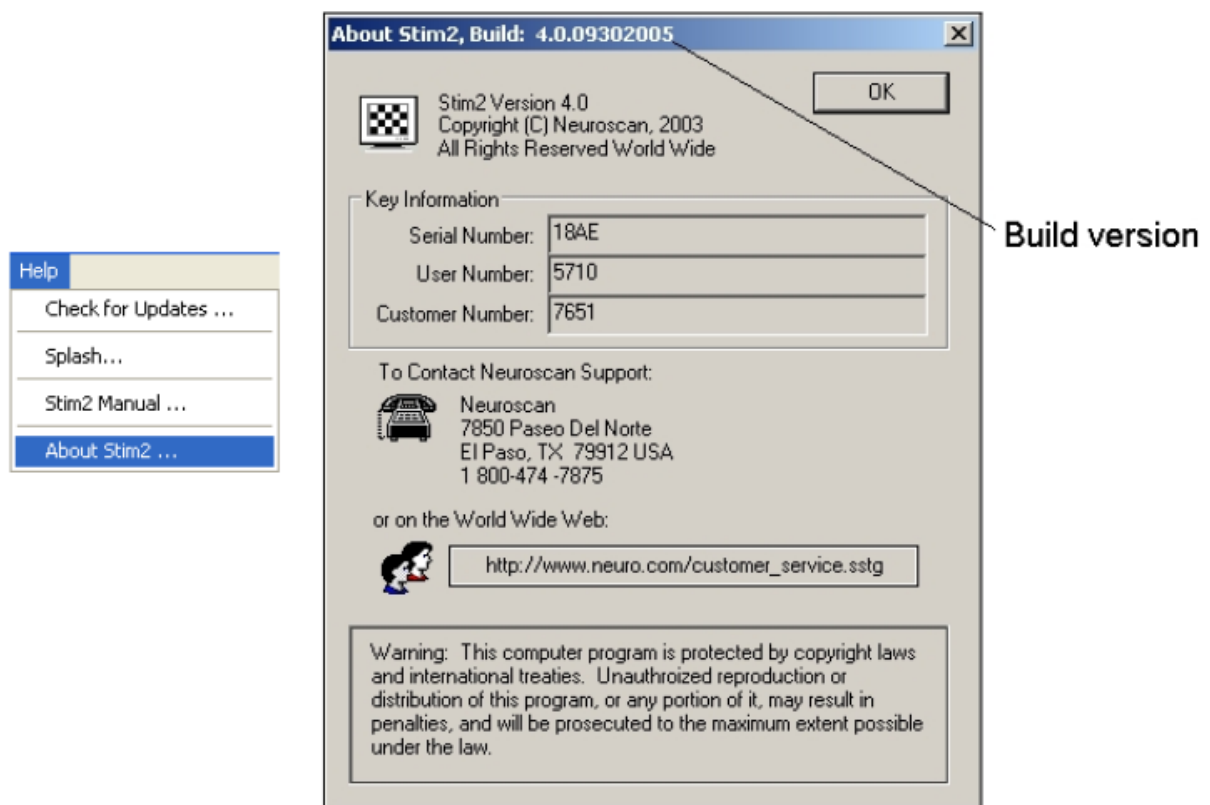 Help
Check for Updates ...
Splash...
Stim2 Manual ...
About Stim2 ...
About Stim2, Build:  4.0.09302005
OK
Stim2 Version 4.0
Copyright (C) Neuroscan, 2003
All Rights Reserved World Wide
Key Information
Serial Number: 18AE
User Number: 5710
Customer Number: 7651
To Contact Neuroscan Support:
Neuroscan
7850 Paseo Del Norte
El Paso, TX  79912 USA
1 800-474 -7875
or on the World Wide Web:
http://www.neuro.com/customer_service.sstg
Warning:  This computer program is protected by copyright laws
and international treaties.  Unauthroized reproduction or
distribution of this program, or any portion of it, may result in
penalties, and will be prosecuted to the maximum extent possible
under the law.
Build version